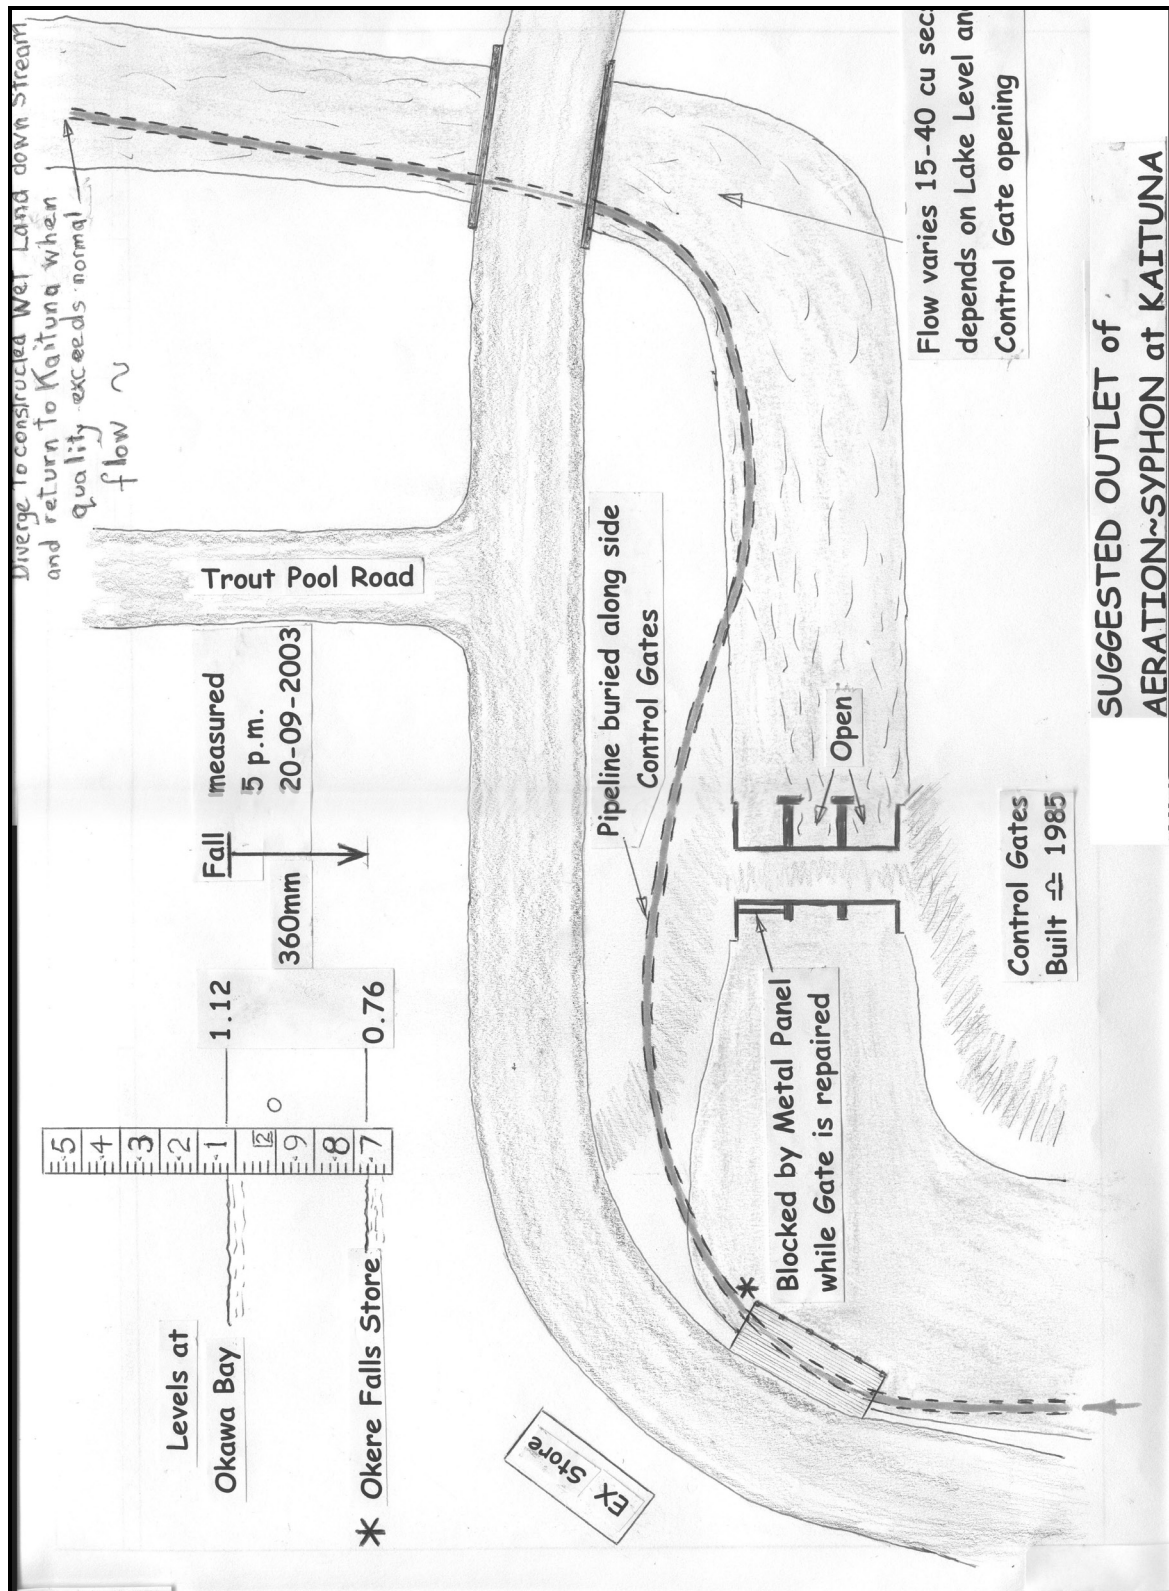 Diverge To constructed Wet Land down Stream
and return To Kaituna when
quality exceeds normal
flow ~
Trout Pool Road
Fall
measured
5 p.m.
20-09-2003
360mm
1.12
0.76
5
4
3
2
1
12
9
8
7
Levels at
Okawa Bay
* Okere Falls Store
EX
Store
Pipeline buried along side
Control Gates
*
Blocked by Metal Panel
while Gate is repaired
Open
Flow varies 15-40 cu sec
depends on Lake Level an
Control Gate opening
Control Gates
Built ≏ 1985
SUGGESTED OUTLET of
AERATION~SYPHON at KAITUNA